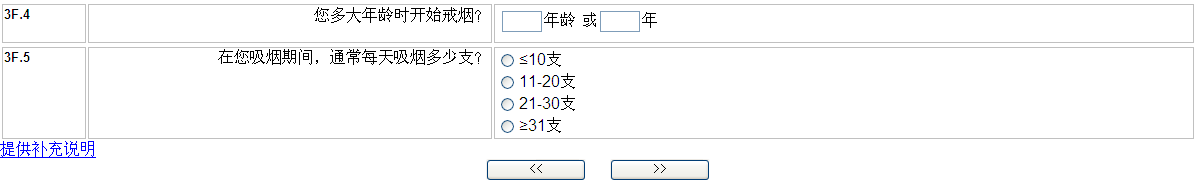 3F.4 您多大年龄时开始戒烟? 年龄 或 年
3F.5 在您吸烟期间，通常每天吸烟多少支? ≤10支
11-20支
21-30支
≥31支
提供补充说明
<< >>